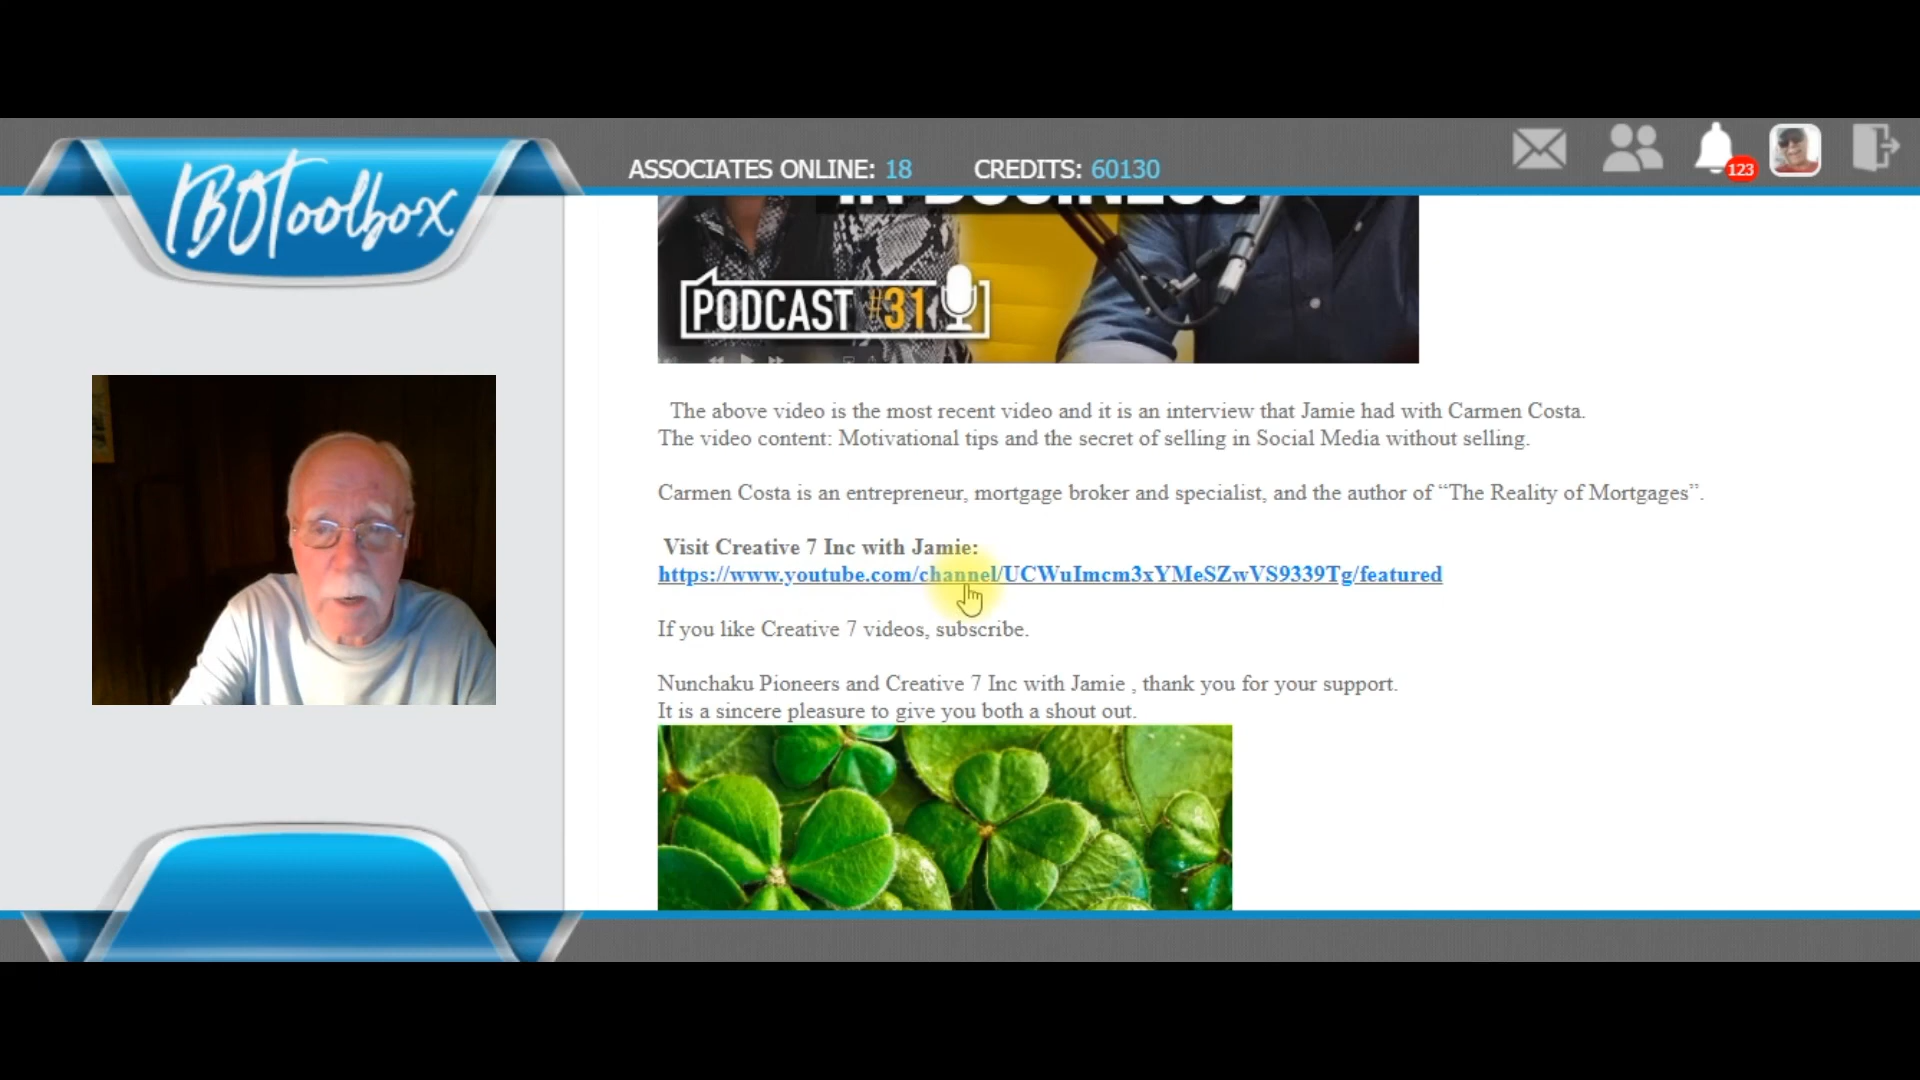 IBOToolbox
ASSOCIATES ONLINE: 18 CREDITS: 60130
123
IN BUSINESS
PODCAST #31
The above video is the most recent video and it is an interview that Jamie had with Carmen Costa.
The video content: Motivational tips and the secret of selling in Social Media without selling.
Carmen Costa is an entrepreneur, mortgage broker and specialist, and the author of “The Reality of Mortgages”.
Visit Creative 7 Inc with Jamie:
https://www.youtube.com/channel/UCWuImcm3xYMeSZwVS9339Tg/featured
If you like Creative 7 videos, subscribe.
Nunchaku Pioneers and Creative 7 Inc with Jamie , thank you for your support.
It is a sincere pleasure to give you both a shout out.